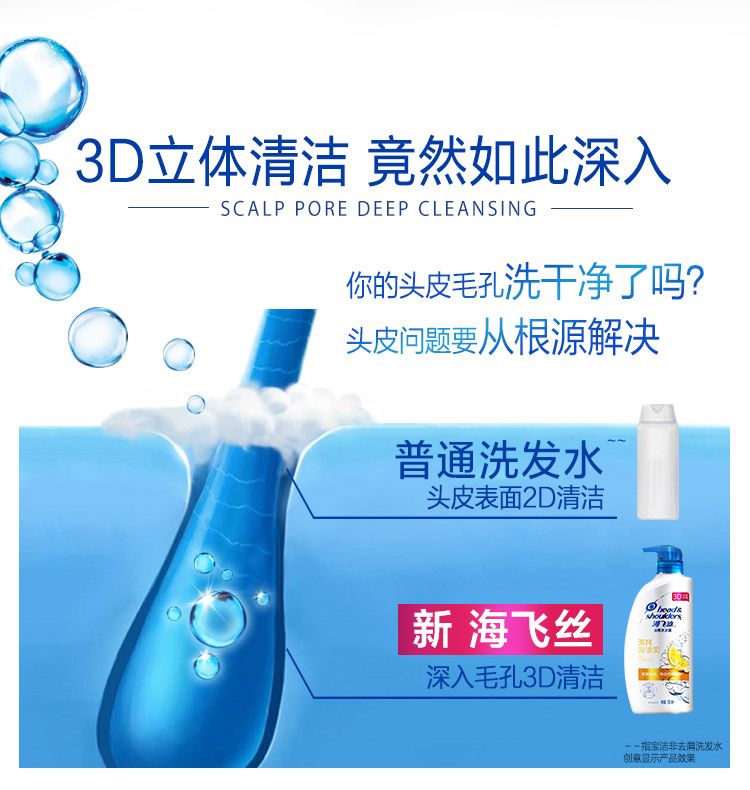 3D立体清洁 竟然如此深入
SCALP PORE DEEP CLEANSING
你的头皮毛孔洗干净了吗?
头皮问题要从根源解决
普通洗发水~~
头皮表面2D清洁
新 海飞丝
深入毛孔3D清洁
3D
head&
shoulders
海飞丝
~~指宝洁非去屑洗发水
创意显示产品效果